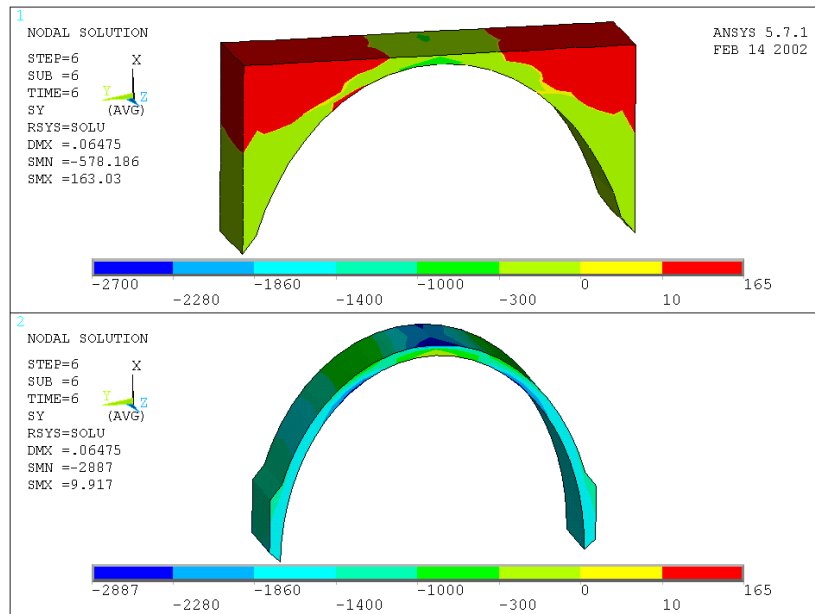 1
NODAL SOLUTION
STEP=6
SUB =6
TIME=6
SY (AVG)
RSYS=SOLU
DMX =.06475
SMN =-578.186
SMX =163.03
X
Y
Z
ANSYS 5.7.1
FEB 14 2002
-2700 -1860 -1000 0 165
-2280 -1400 -300 10
2
NODAL SOLUTION
STEP=6
SUB =6
TIME=6
SY (AVG)
RSYS=SOLU
DMX =.06475
SMN =-2887
SMX =9.917
X
Y
Z
-2887 -1860 -1000 0 165
-2280 -1400 -300 10